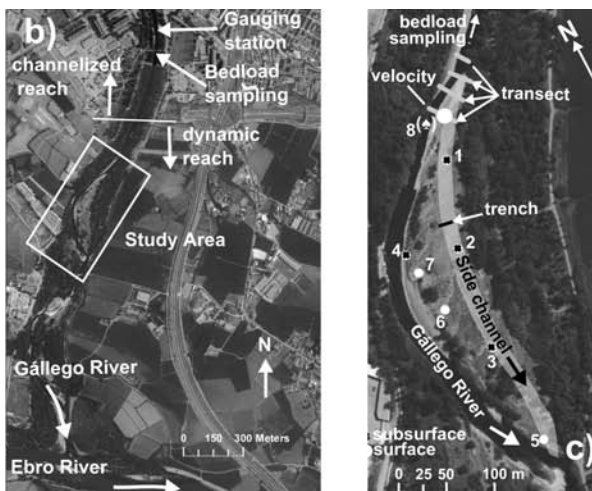 b)
Gauging
station
channelized
reach
Bedload
sampling
dynamic
reach
Study Area
Gállego River
N
0 150 300 Meters
Ebro River
bedload
sampling
N
velocity
transect
8(♠)
1
trench
4
2
7
Side channel
6
3
Gállego River
subsurface
surface
5
c)
0 25 50 100 m